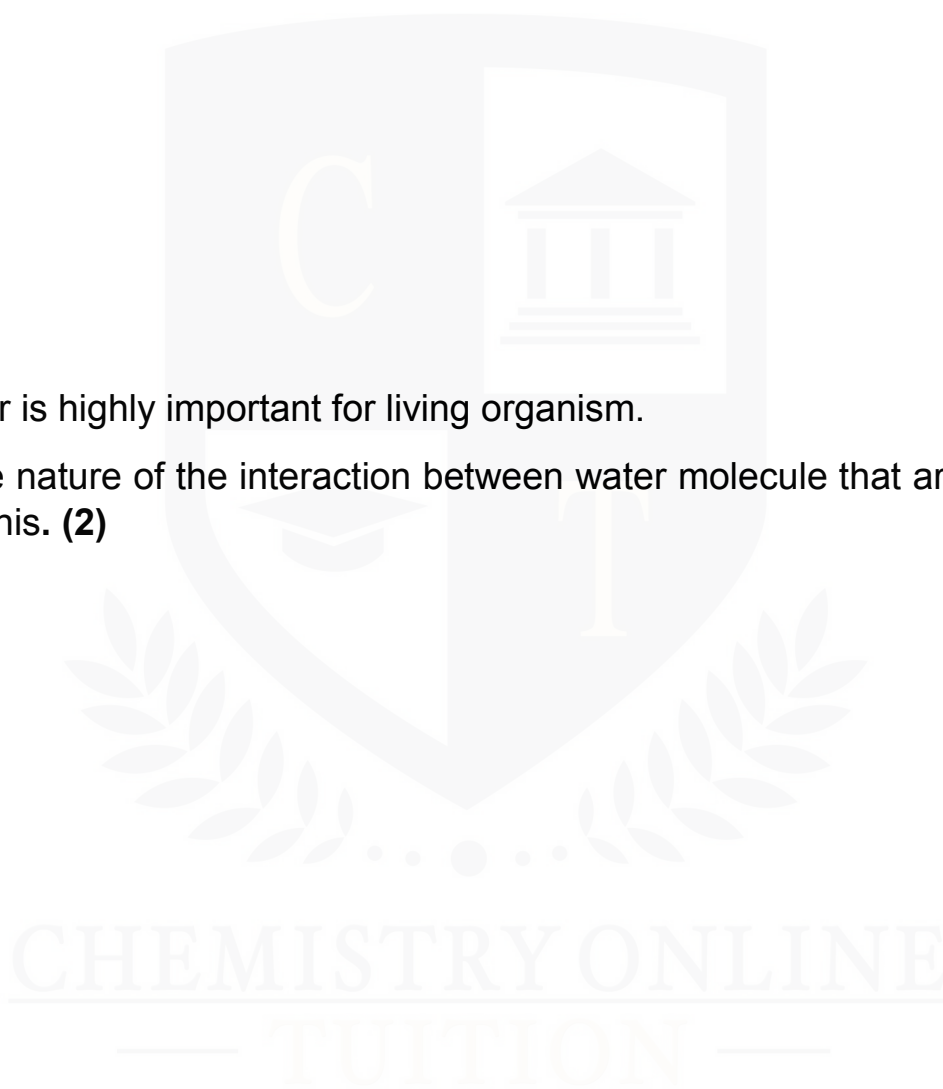 r is highly important for living organism.
e nature of the interaction between water molecule that ar
his. (2)
C
T
CHEMISTRY ONLINE
— TUITION —